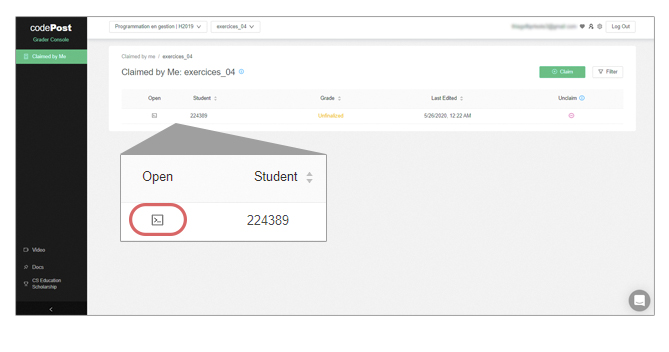 codePost
Grader Console
Claimed by Me
Programmation en gestion | H2019
exercices_04
Log Out
Claimed by me / exercices_04
Claimed by Me: exercices_04
Claim
Filter
Open Student Grade Last Edited Unclaim
224389 Unfinalized 5/26/2020, 12:22 AM
Open Student
224389
Video
Docs
CS Education
Scholarship